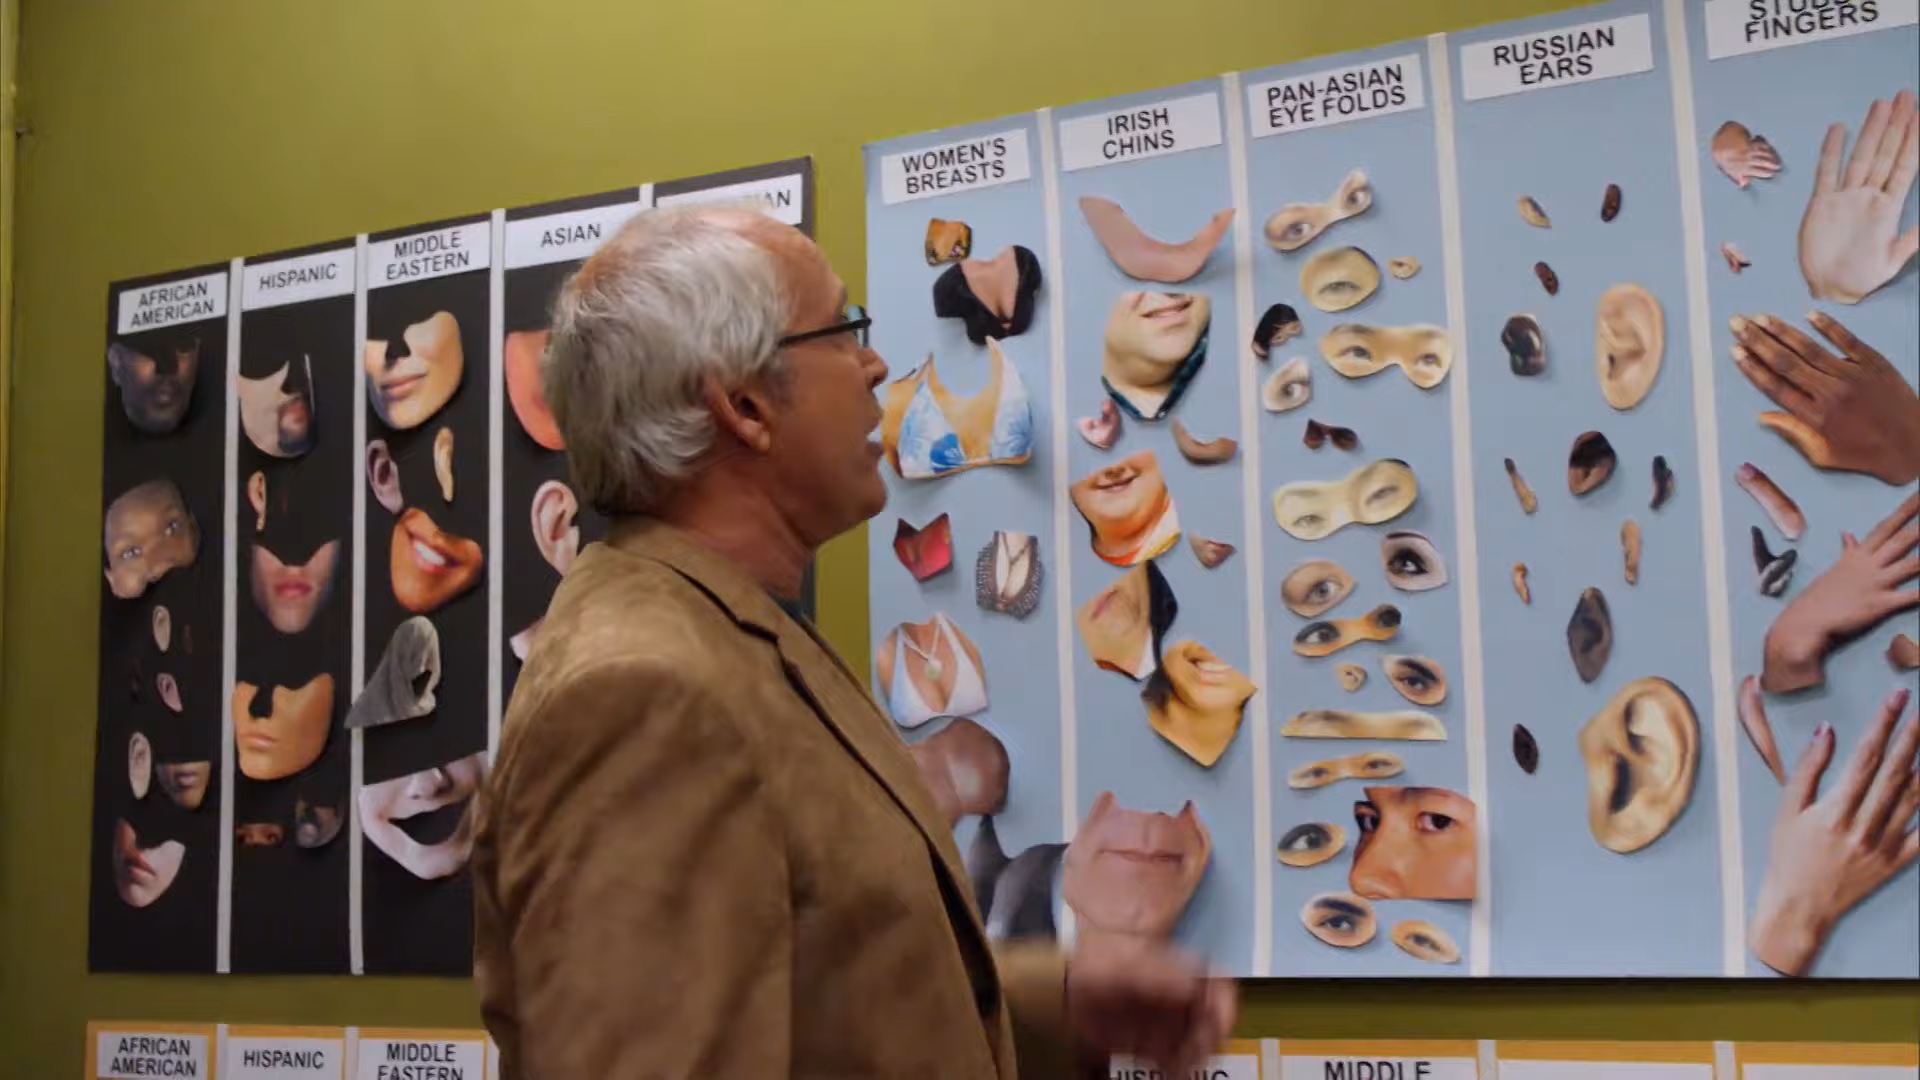 AFRICAN
AMERICAN
HISPANIC
MIDDLE
EASTERN
ASIAN
WOMEN'S
BREASTS
IRISH
CHINS
PAN-ASIAN
EYE FOLDS
RUSSIAN
EARS
FINGERS
AFRICAN
AMERICAN
HISPANIC
MIDDLE
EASTERN
MIDDLE